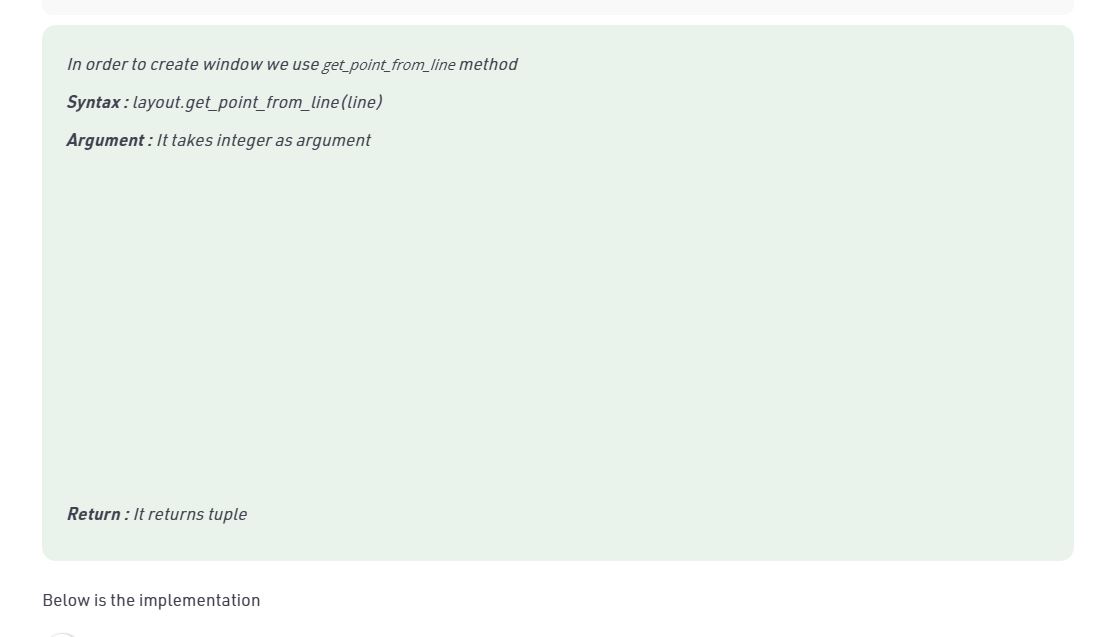 In order to create window we use get_point_from_line method
Syntax : layout.get_point_from_line(line)
Argument : It takes integer as argument
Return : It returns tuple
Below is the implementation